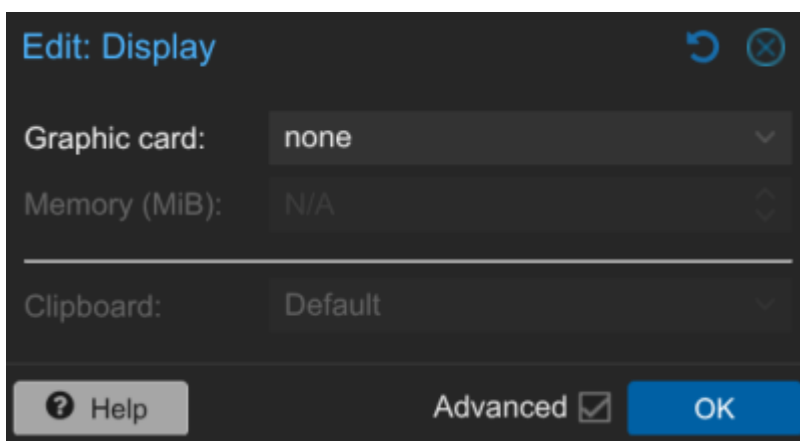 Edit: Display
Graphic card: none
Memory (MiB): N/A
Clipboard: Default
Help Advanced OK